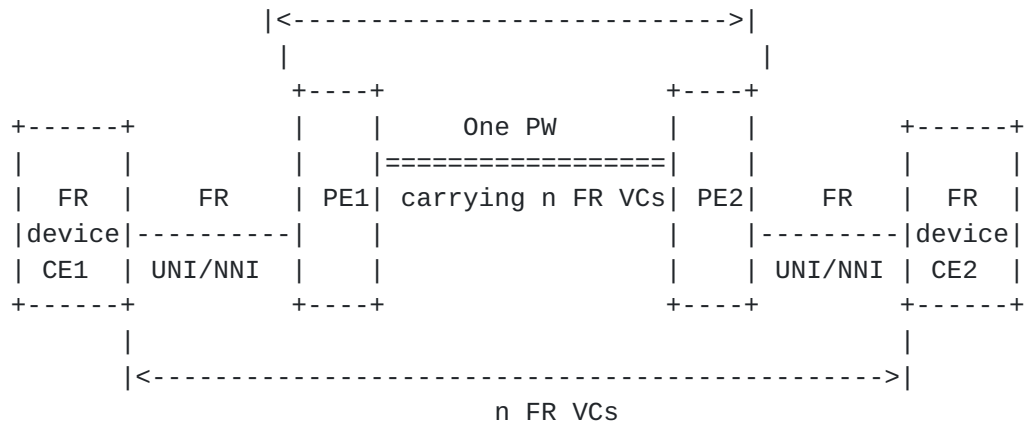 |<---------------------------->|
|                               |
+----+                   +----+
+------+          |    |     One PW       |    |         +------+
|      |          |    |==================|    |         |      |
|  FR  |    FR    | PE1| carrying n FR VCs| PE2|    FR   |  FR  |
|device|----------|    |                  |    |---------|device|
| CE1  | UNI/NNI  |    |                  |    | UNI/NNI | CE2  |
+------+          +----+                  +----+         +------+
|                                                  |
|<------------------------------------------------>|
n FR VCs